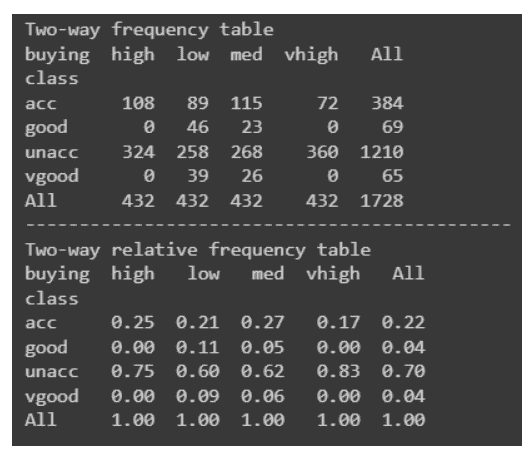 Two-way frequency table
buying high low med vhigh All
class
acc 108 89 115 72 384
good 0 46 23 0 69
unacc 324 258 268 360 1210
vgood 0 39 26 0 65
All 432 432 432 432 1728
---------------------------------------------
Two-way relative frequency table
buying high low med vhigh All
class
acc 0.25 0.21 0.27 0.17 0.22
good 0.00 0.11 0.05 0.00 0.04
unacc 0.75 0.60 0.62 0.83 0.70
vgood 0.00 0.09 0.06 0.00 0.04
All 1.00 1.00 1.00 1.00 1.00